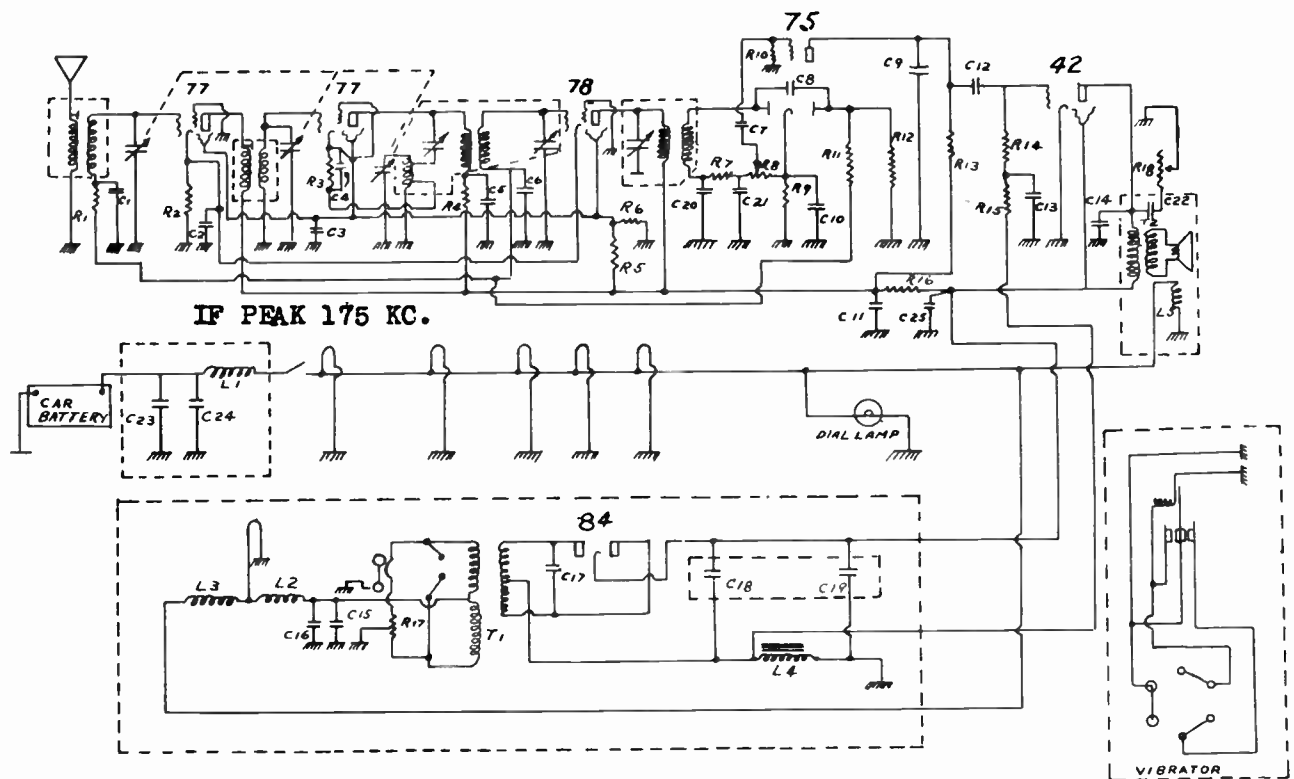 75
77
77
78
42
R10
C8
C9
C12
C7
R1
C1
R2
C2
R3
C4
C3
R4
C5
C6
R6
R5
R7
R8
C20
C21
R9
C10
R11
R12
R13
R14
R15
C13
C14
R18
C22
T2
L5
R16
C11
C25
IF PEAK 175 KC.
CAR
BATTERY
C23
C24
L1
DIAL LAMP
84
L3
L2
C16
C15
R17
T1
C17
C18
C19
L4
VIBRATOR